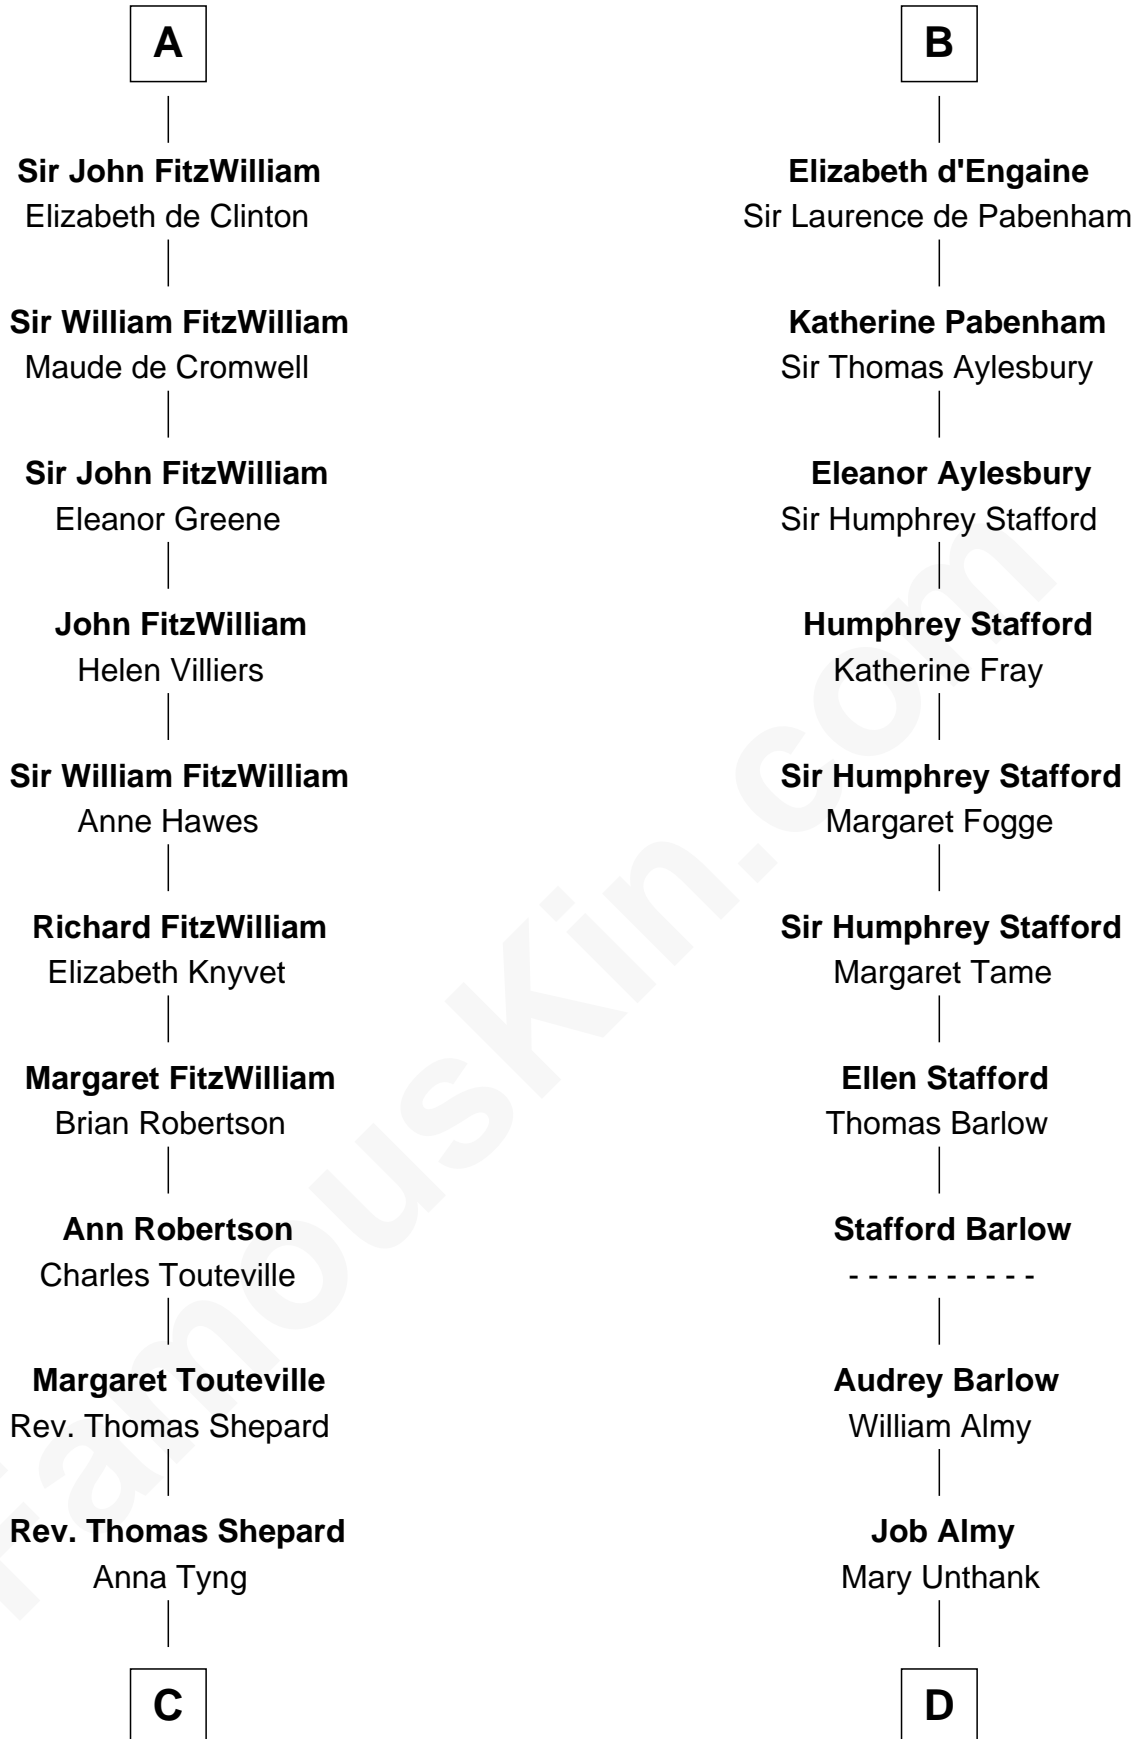 A
Sir John FitzWilliam
Elizabeth de Clinton
Sir William FitzWilliam
Maude de Cromwell
Sir John FitzWilliam
Eleanor Greene
John FitzWilliam
Helen Villiers
Sir William FitzWilliam
Anne Hawes
Richard FitzWilliam
Elizabeth Knyvet
Margaret FitzWilliam
Brian Robertson
Ann Robertson
Charles Touteville
Margaret Touteville
Rev. Thomas Shepard
Rev. Thomas Shepard
Anna Tyng
C
B
Elizabeth d'Engaine
Sir Laurence de Pabenham
Katherine Pabenham
Sir Thomas Aylesbury
Eleanor Aylesbury
Sir Humphrey Stafford
Humphrey Stafford
Katherine Fray
Sir Humphrey Stafford
Margaret Fogge
Sir Humphrey Stafford
Margaret Tame
Ellen Stafford
Thomas Barlow
Stafford Barlow
- - - - - - - - - -
Audrey Barlow
William Almy
Job Almy
Mary Unthank
D
FamousKin.com